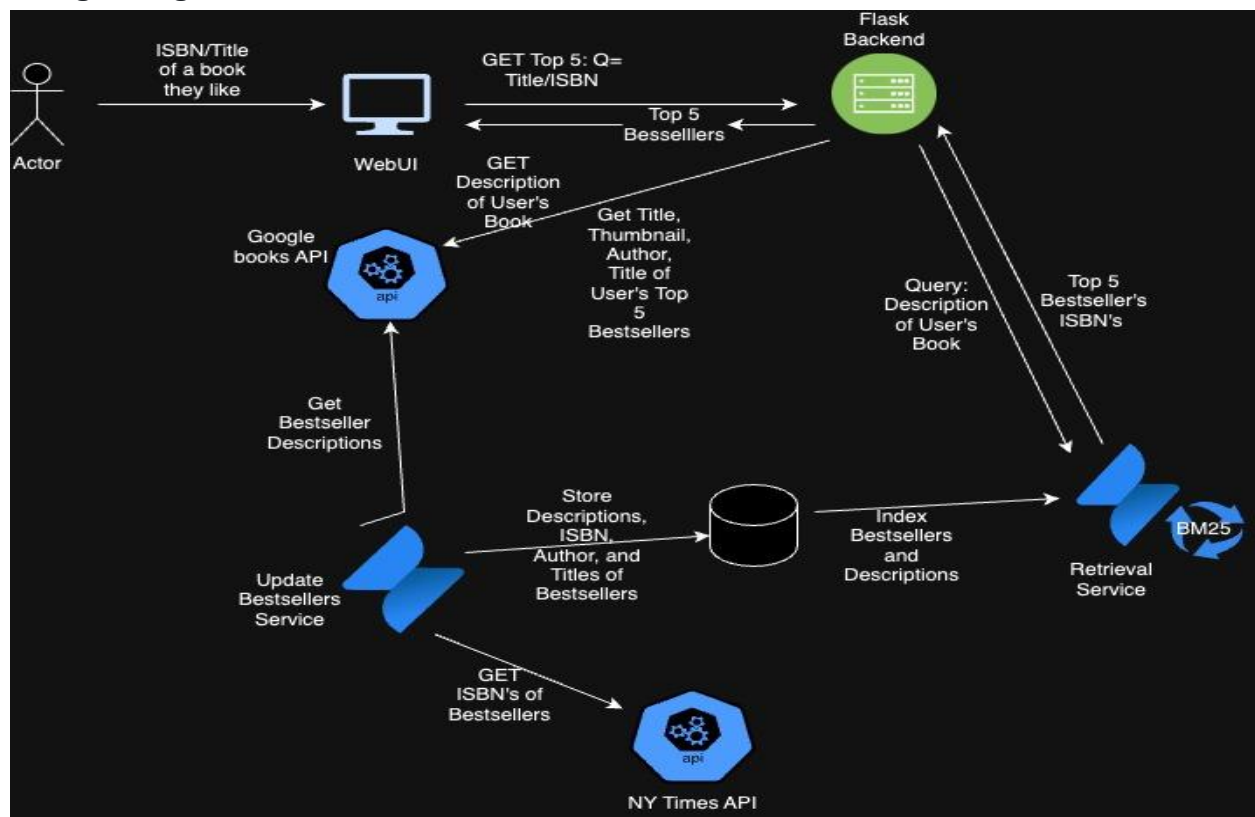 Flask
Backend
ISBN/Title
of a book
they like
GET Top 5: Q=
Title/ISBN
Top 5
Bessellers
Actor
WebUI
GET
Description
of User's
Book
Get Title,
Thumbnail,
Author,
Title of
User's Top
5
Bestsellers
Google
books API
api
Query:
Description
of User's
Book
Top 5
Bestseller's
ISBN's
Get
Bestseller
Descriptions
Store
Descriptions,
ISBN,
Author, and
Titles of
Bestsellers
Index
Bestsellers
and
Descriptions
BM25
Retrieval
Service
Update
Bestsellers
Service
GET
ISBN's of
Bestsellers
api
NY Times API